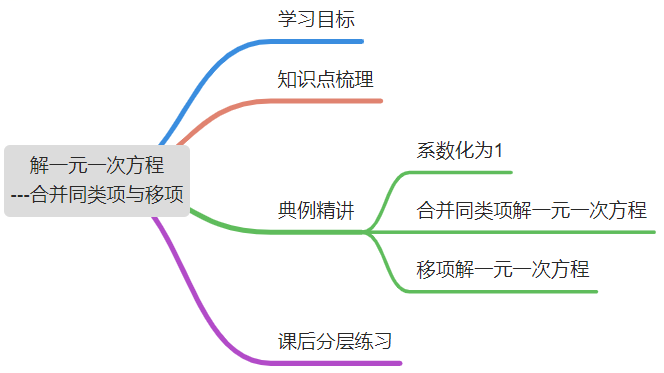 学习目标
知识点梳理
解一元一次方程
---合并同类项与移项
系数化为1
典例精讲
合并同类项解一元一次方程
移项解一元一次方程
课后分层练习